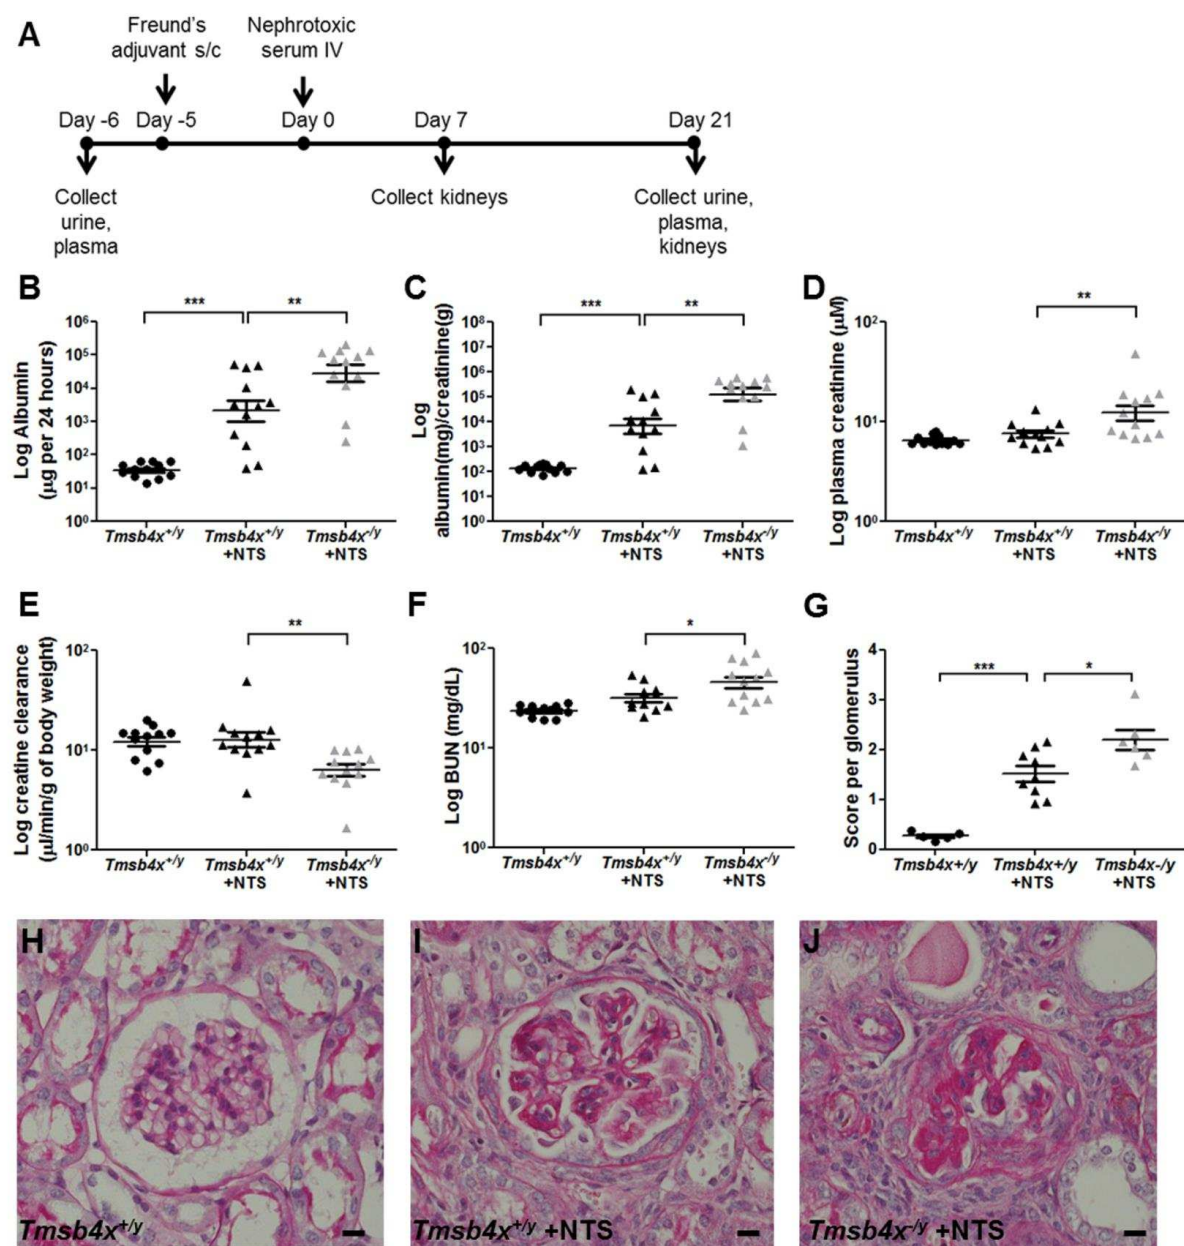 A
Freund's
adjuvant s/c
Nephrotoxic
serum IV
Day -6 Day -5 Day 0 Day 7 Day 21
Collect
urine,
plasma
Collect kidneys
Collect urine,
plasma,
kidneys
B
*** **
Log Albumin
(µg per 24 hours)
10⁶
10⁵
10⁴
10³
10²
10¹
10⁰
Tmsb4x⁺/ʸ Tmsb4x⁺/ʸ Tmsb4x⁻/ʸ
+NTS +NTS
C
*** **
Log
albumin(mg)/creatinine(g)
10⁸
10⁷
10⁶
10⁵
10⁴
10³
10²
10¹
10⁰
Tmsb4x⁺/ʸ Tmsb4x⁺/ʸ Tmsb4x⁻/ʸ
+NTS +NTS
D
**
Log plasma creatinine (µM)
10²
10¹
10⁰
Tmsb4x⁺/ʸ Tmsb4x⁺/ʸ Tmsb4x⁻/ʸ
+NTS +NTS
E
**
Log creatine clearance
(µl/min/g of body weight)
10²
10¹
10⁰
Tmsb4x⁺/ʸ Tmsb4x⁺/ʸ Tmsb4x⁻/ʸ
+NTS +NTS
F
*
Log BUN (mg/dL)
10²
10¹
10⁰
Tmsb4x⁺/ʸ Tmsb4x⁺/ʸ Tmsb4x⁻/ʸ
+NTS +NTS
G
*** *
Score per glomerulus
4
3
2
1
0
Tmsb4x+/y Tmsb4x+/y Tmsb4x-/y
+NTS +NTS
H
Tmsb4x⁺/ʸ
I
Tmsb4x⁺/ʸ +NTS
J
Tmsb4x⁻/ʸ +NTS